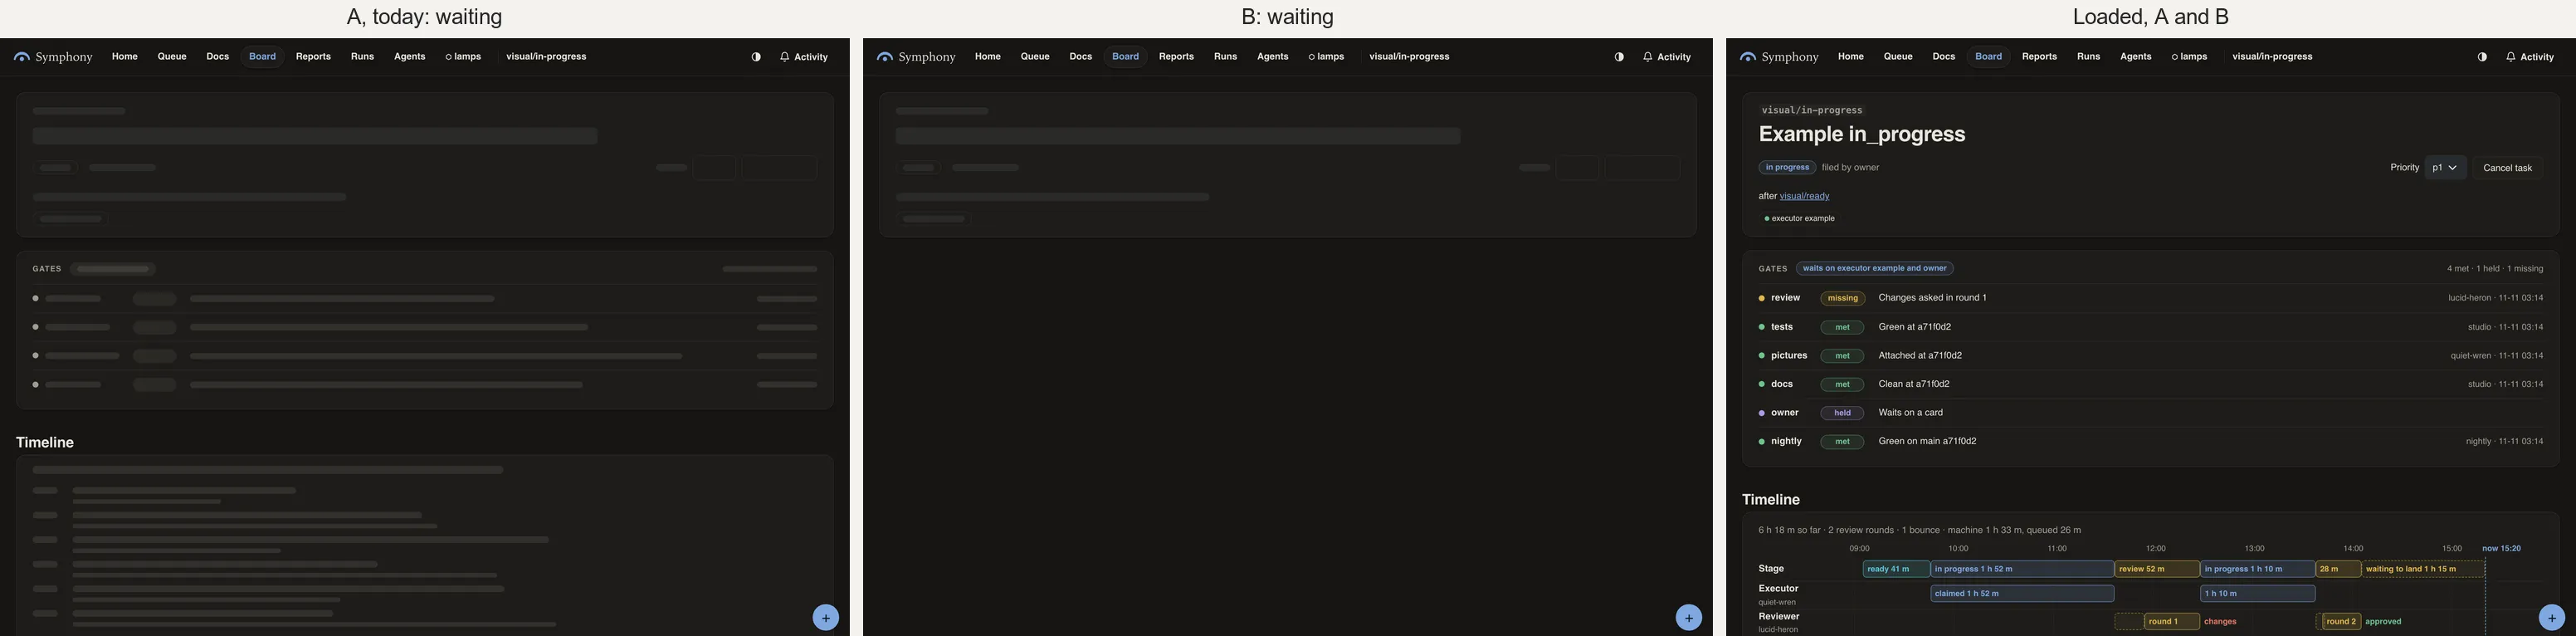 A, today: waiting
Symphony Home Queue Docs Board Reports Runs Agents lamps visual/in-progress Activity
GATES
Timeline
+
B: waiting
Symphony Home Queue Docs Board Reports Runs Agents lamps visual/in-progress Activity
+
Loaded, A and B
Symphony Home Queue Docs Board Reports Runs Agents lamps visual/in-progress Activity
visual/in-progress
Example in_progress
in progress filed by owner Priority p1 Cancel task
after visual/ready
executor example
GATES waits on executor example and owner 4 met · 1 held · 1 missing
review missing Changes asked in round 1 lucid-heron · 11-11 03:14
tests met Green at a71f0d2 studio · 11-11 03:14
pictures met Attached at a71f0d2 quiet-wren · 11-11 03:14
docs met Clean at a71f0d2 studio · 11-11 03:14
owner held Waits on a card
nightly met Green on main a71f0d2 nightly · 11-11 03:14
Timeline
6 h 18 m so far · 2 review rounds · 1 bounce · machine 1 h 33 m, queued 26 m
09:00 10:00 11:00 12:00 13:00 14:00 15:00 now 15:20
Stage ready 41 m in progress 1 h 52 m review 52 m in progress 1 h 10 m 28 m waiting to land 1 h 15 m
Executor claimed 1 h 52 m 1 h 10 m
quiet-wren
Reviewer round 1 changes round 2 approved
lucid-heron
+